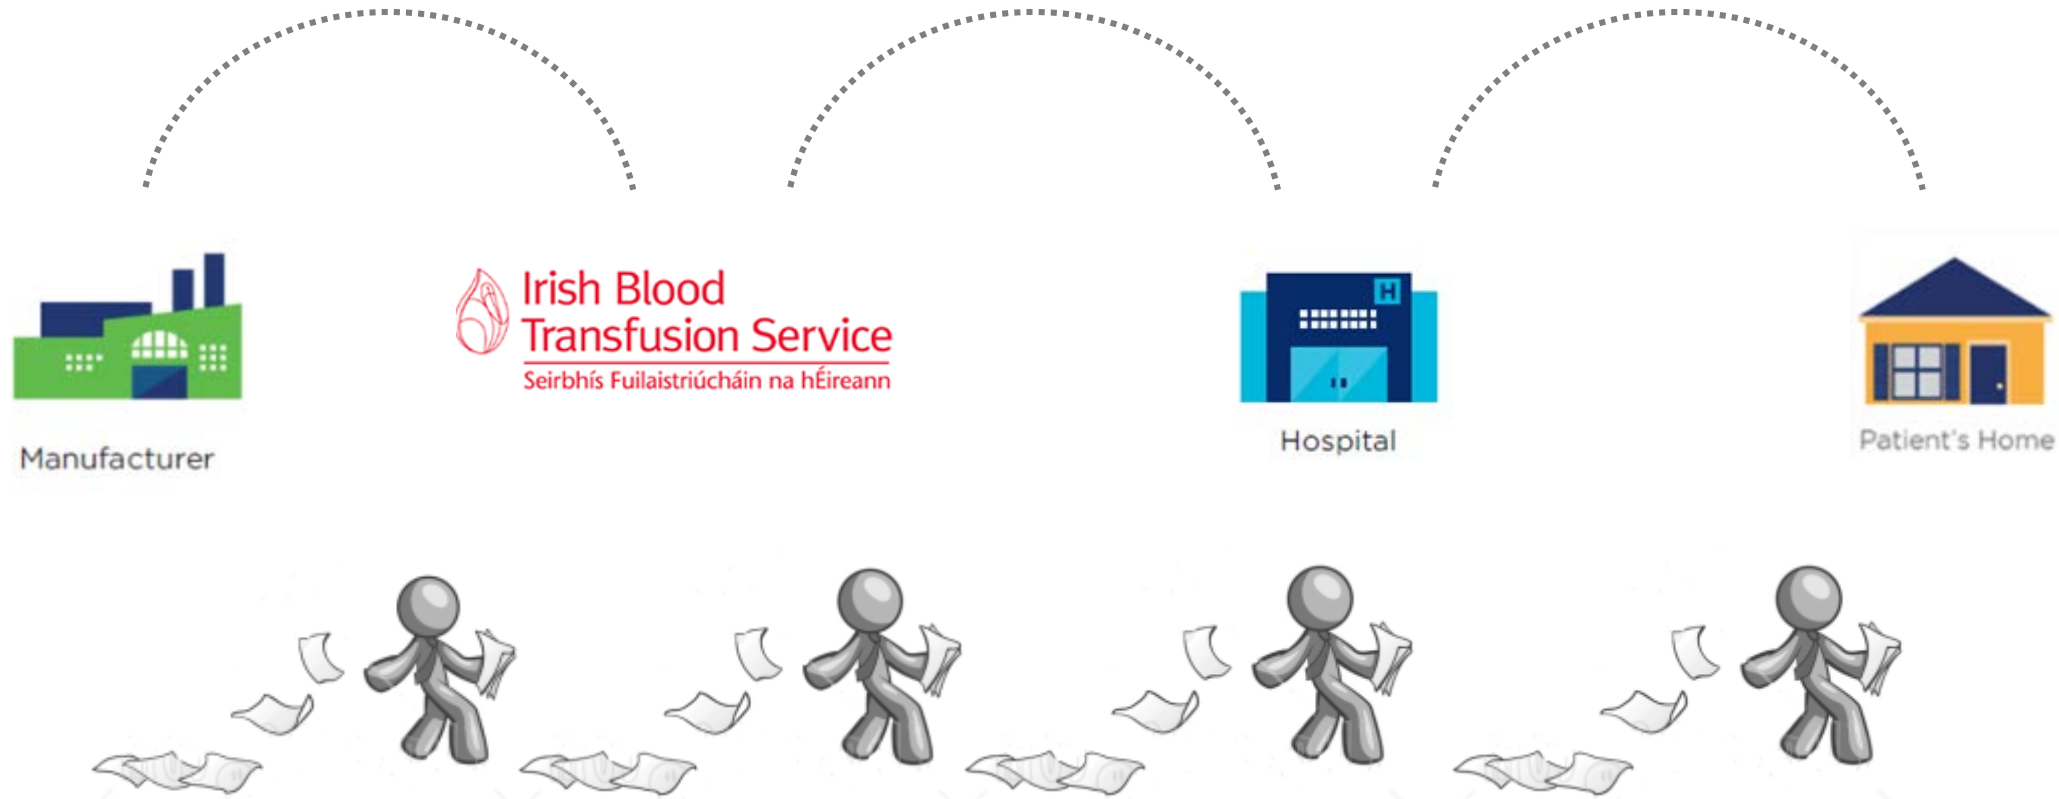 Irish Blood
Transfusion Service
Seirbhís Fuilaistriúcháin na hÉireann
H
Manufacturer
Hospital
Patient's Home